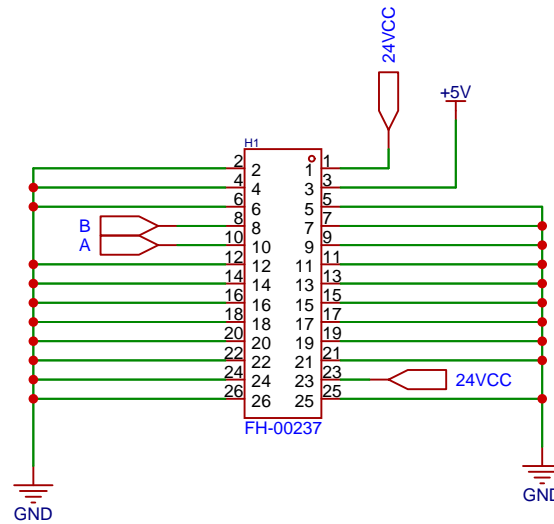 24VCC
+5V
H1
2 2 1 1
4 4 3 3
6 6 5 5
B 8 8 7 7
A 10 10 9 9
12 12 11 11
14 14 13 13
16 16 15 15
18 18 17 17
20 20 19 19
22 22 21 21
24 24 23 23 24VCC
26 26 25 25
FH-00237
GND
GND